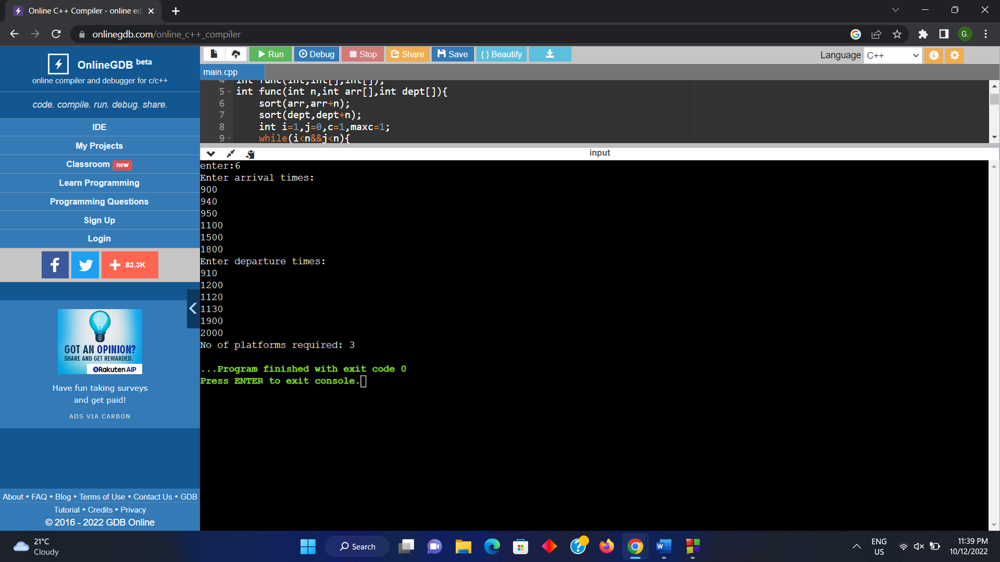 Online C++ Compiler - online ed
onlinegdb.com/online_c++_compiler
G.
OnlineGDB beta
online compiler and debugger for c/c++
code. compile. run. debug. share.
IDE
My Projects
Classroom new
Learn Programming
Programming Questions
Sign Up
Login
83.3K
GOT AN OPINION?
SHARE AND GET REWARDED.
Rakuten AIP
Have fun taking surveys
and get paid!
ADS VIA CARBON
About • FAQ • Blog • Terms of Use • Contact Us • GDB
Tutorial • Credits • Privacy
© 2016 - 2022 GDB Online
Run Debug Stop Share Save { } Beautify
Language C++
main.cpp
4 int func(int,int[],int[]);
5 int func(int n,int arr[],int dept[]){
6 sort(arr,arr+n);
7 sort(dept,dept+n);
8 int i=1,j=0,c=1,maxc=1;
9 while(i<n&&j<n){
input
enter:6
Enter arrival times:
900
940
950
1100
1500
1800
Enter departure times:
910
1200
1120
1130
1900
2000
No of platforms required: 3
...Program finished with exit code 0
Press ENTER to exit console.
21°C
Cloudy
Search
ENG
US
11:39 PM
10/12/2022